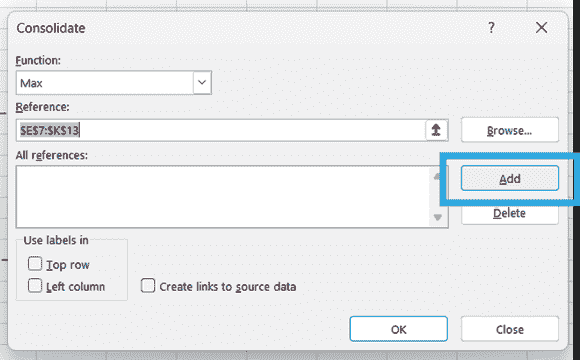 Consolidate
?
Function:
Max
Reference:
$E$7:$K$13
Browse...
All references:
Add
Delete
Use labels in
Top row
Left column
Create links to source data
OK
Close